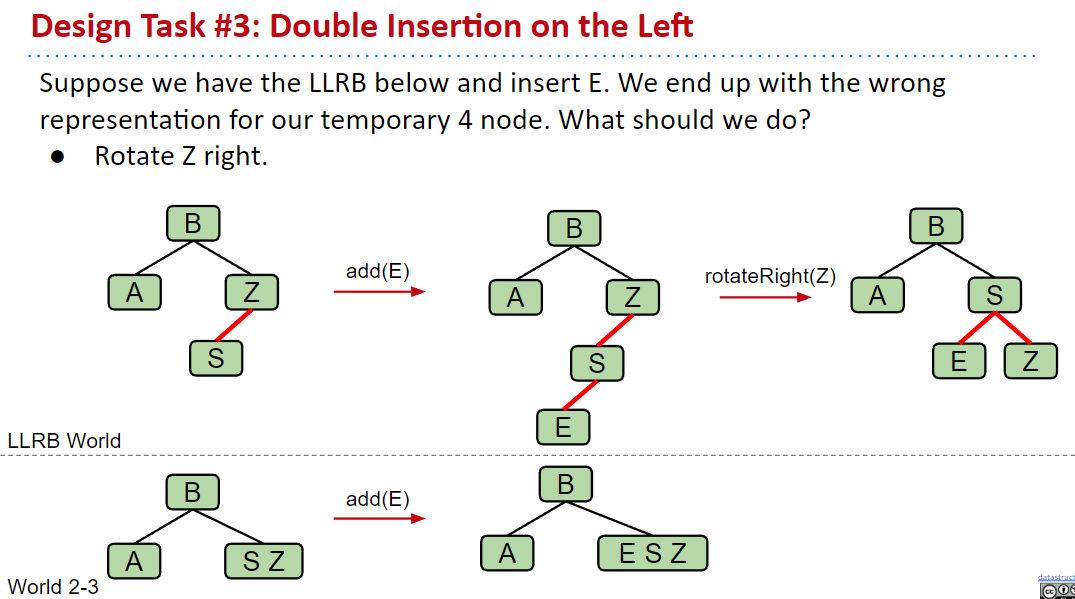 Design Task #3: Double Insertion on the Left
Suppose we have the LLRB below and insert E. We end up with the wrong
representation for our temporary 4 node. What should we do?
● Rotate Z right.
B
A
Z
S
add(E)
B
A
Z
S
E
rotateRight(Z)
B
A
S
E
Z
LLRB World
B
A
S Z
add(E)
B
A
E S Z
World 2-3
datastruct
cc